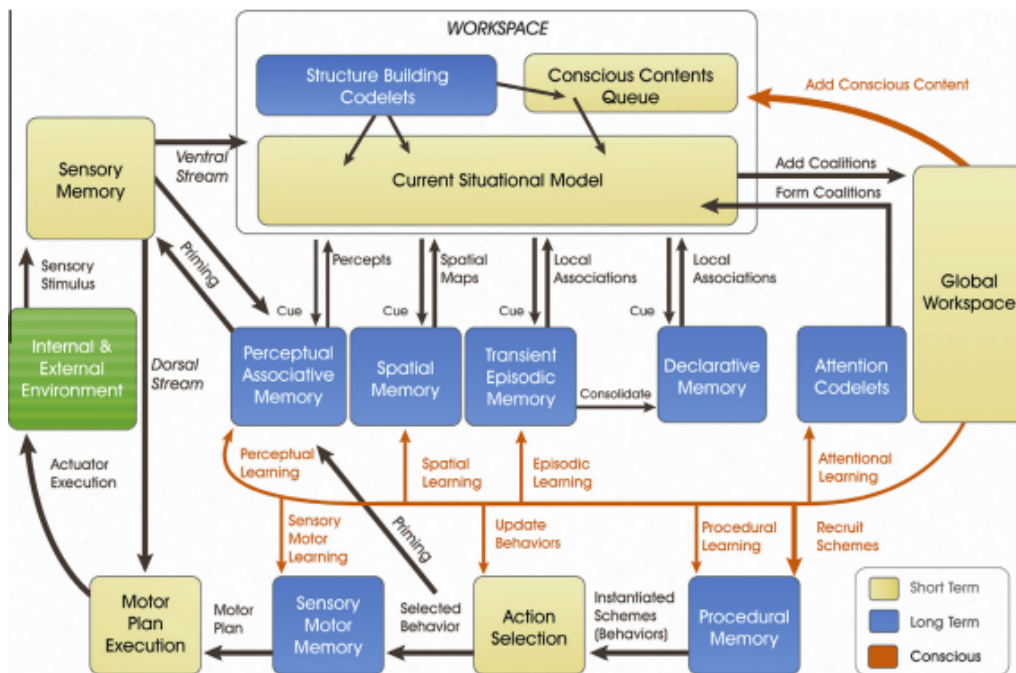 WORKSPACE
Structure Building
Codelets
Conscious Contents
Queue
Add Conscious Content
Sensory
Memory
Ventral
Stream
Current Situational Model
Add Coalitions
Form Coalitions
Global
Workspace
Priming
Sensory
Stimulus
Percepts
Spatial
Maps
Local
Associations
Local
Associations
Cue
Cue
Cue
Cue
Internal &
External
Environment
Dorsal
Stream
Perceptual
Associative
Memory
Spatial
Memory
Transient
Episodic
Memory
Consolidate
Declarative
Memory
Attention
Codelets
Actuator
Execution
Perceptual
Learning
Spatial
Learning
Episodic
Learning
Attentional
Learning
Sensory
Motor
Learning
Priming
Update
Behaviors
Procedural
Learning
Recruit
Schemes
Motor
Plan
Execution
Motor
Plan
Sensory
Motor
Memory
Selected
Behavior
Action
Selection
Instantiated
Schemes
(Behaviors)
Procedural
Memory
Short Term
Long Term
Conscious